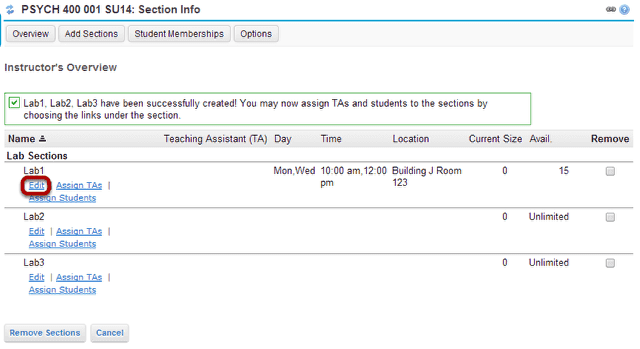 PSYCH 400 001 SU14: Section Info
Overview Add Sections Student Memberships Options
Instructor's Overview
Lab1, Lab2, Lab3 have been successfully created! You may now assign TAs and students to the sections by
choosing the links under the section.
Name Teaching Assistant (TA) Day Time Location Current Size Avail. Remove
Lab Sections
Lab1 Mon,Wed 10:00 am,12:00 Building J Room 0 15
pm 123
Edit | Assign TAs |
Assign Students
Lab2 0 Unlimited
Edit | Assign TAs |
Assign Students
Lab3 0 Unlimited
Edit | Assign TAs |
Assign Students
Remove Sections Cancel